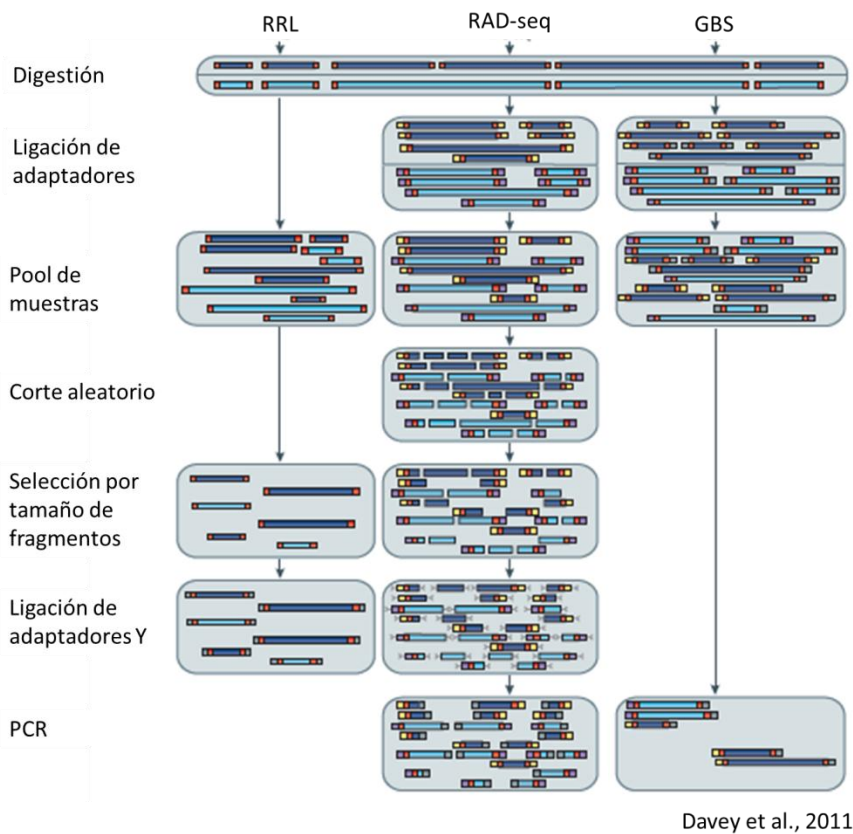 RRL
RAD-seq
GBS
Digestión
Ligación de
adaptadores
Pool de
muestras
Corte aleatorio
Selección por
tamaño de
fragmentos
Ligación de
adaptadores Y
PCR
Davey et al., 2011